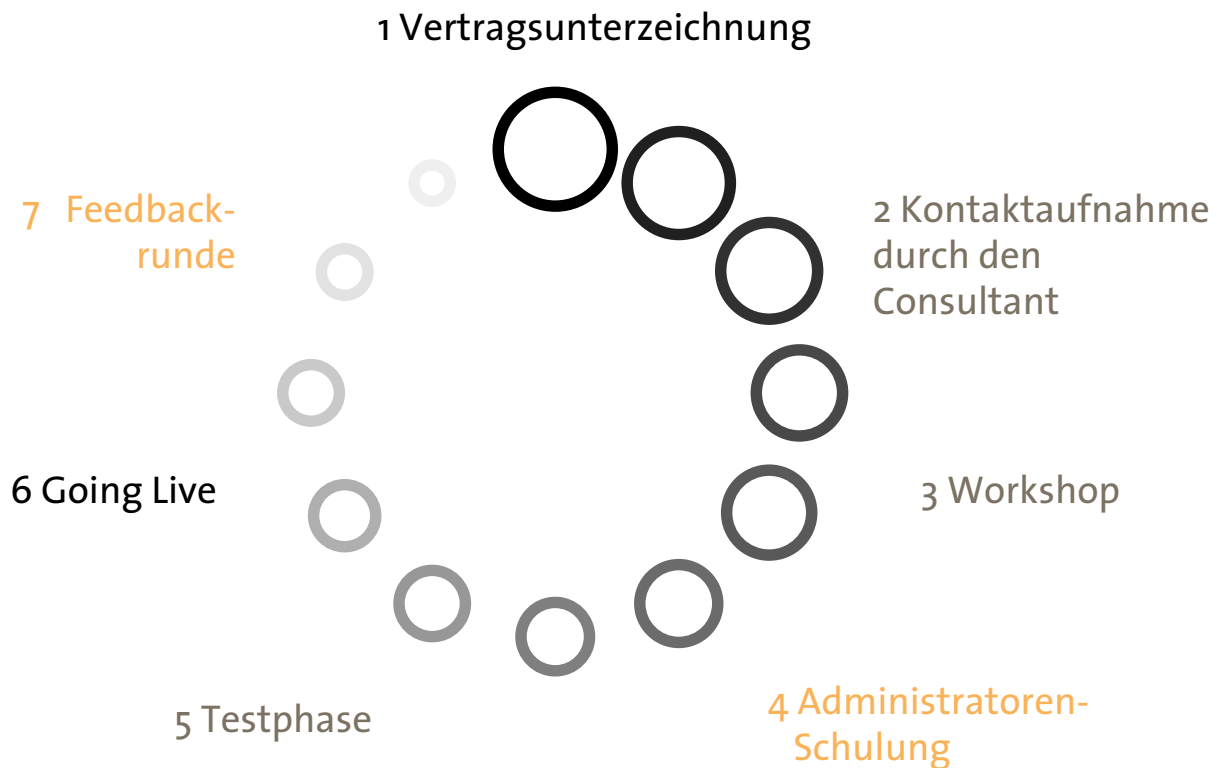 1 Vertragsunterzeichnung
2 Kontaktaufnahme
durch den
Consultant
3 Workshop
4 Administratoren-
Schulung
5 Testphase
6 Going Live
7 Feedback-
runde